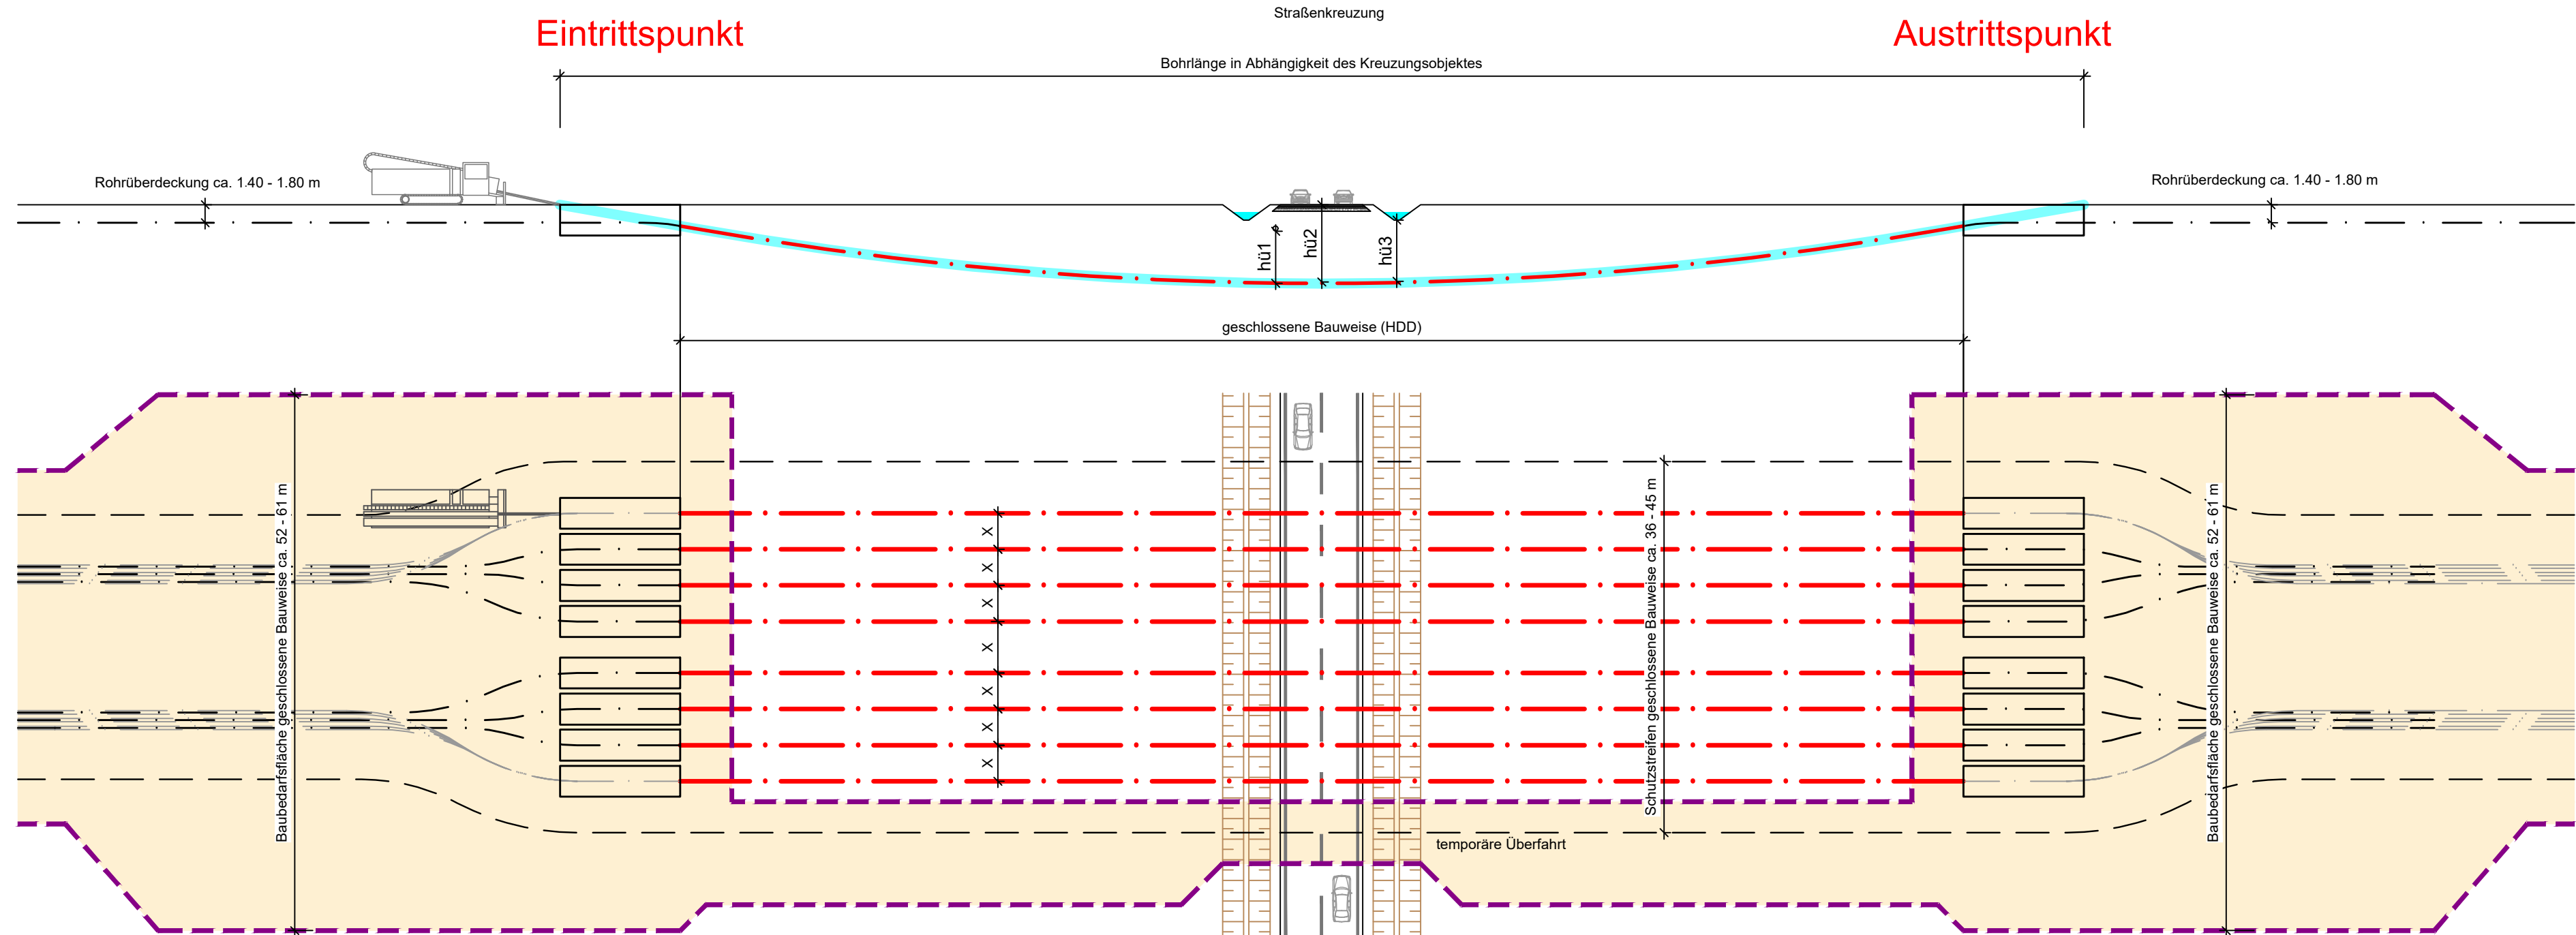 Straßenkreuzung
Eintrittspunkt
Austrittspunkt
Bohrlänge in Abhängigkeit des Kreuzungsobjektes
Rohrüberdeckung ca. 1.40 - 1.80 m
Rohrüberdeckung ca. 1.40 - 1.80 m
hü1
hü2
hü3
geschlossene Bauweise (HDD)
Baubedarfsfläche geschlossene Bauweise ca. 52 - 61 m
x
x
x
x
x
x
x
Schutzstreifen geschlossene Bauweise ca. 36 - 45 m
Baubedarfsfläche geschlossene Bauweise ca. 52 - 61 m
temporäre Überfahrt